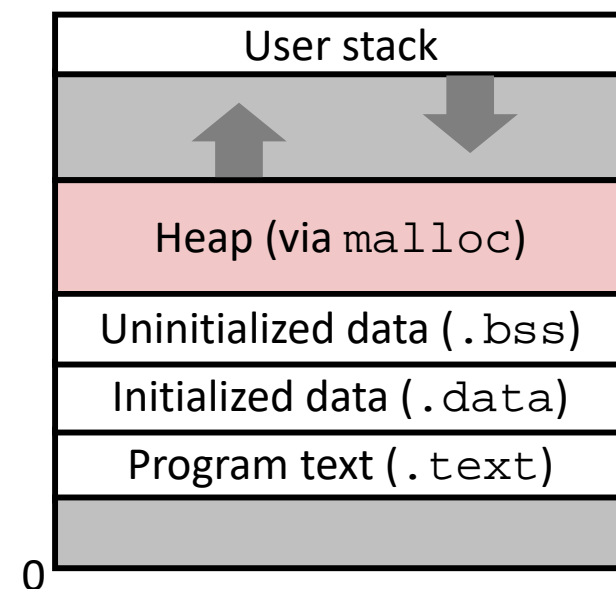 User stack
Heap (via malloc)
Uninitialized data (.bss)
Initialized data (.data)
Program text (.text)
0